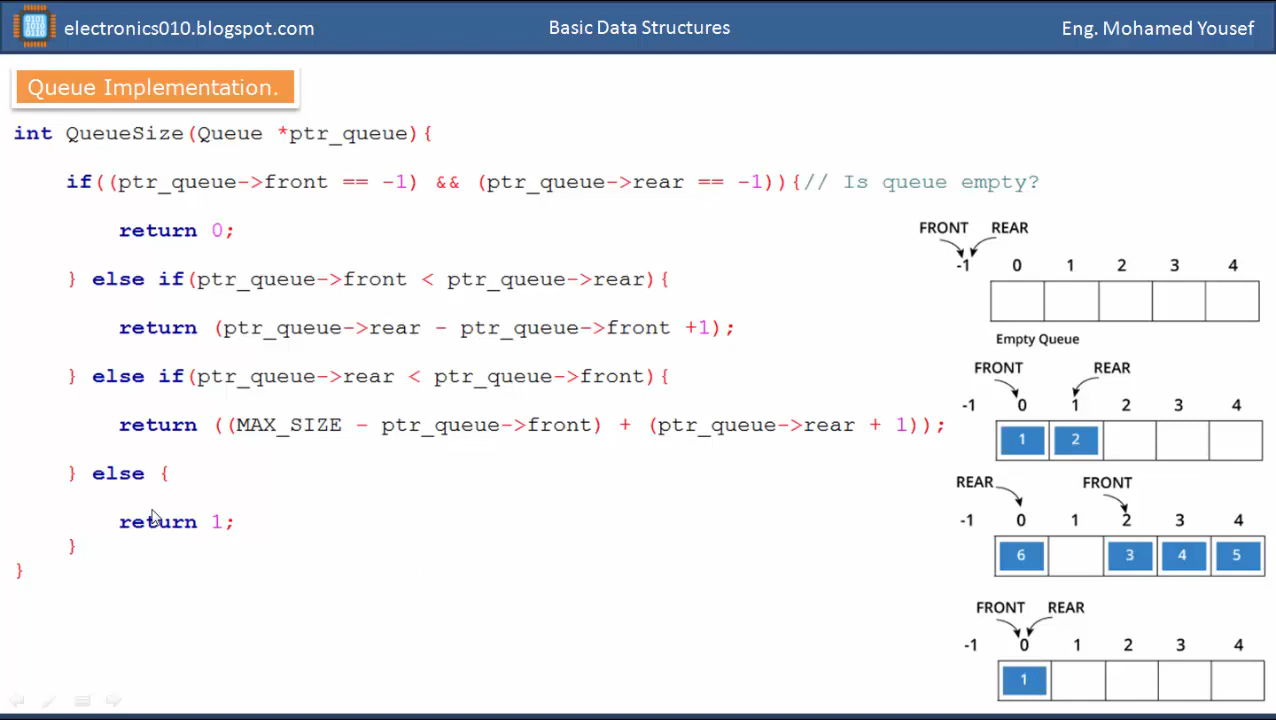 0101
1010
0110
electronics010.blogspot.com
Basic Data Structures
Eng. Mohamed Yousef
Queue Implementation.
int QueueSize(Queue *ptr_queue){
if((ptr_queue->front == -1) && (ptr_queue->rear == -1)){// Is queue empty?
return 0;
} else if(ptr_queue->front < ptr_queue->rear){
return (ptr_queue->rear - ptr_queue->front +1);
} else if(ptr_queue->rear < ptr_queue->front){
return ((MAX_SIZE - ptr_queue->front) + (ptr_queue->rear + 1));
} else {
return 1;
}
}
FRONT REAR
-1 0 1 2 3 4
Empty Queue
FRONT REAR
-1 0 1 2 3 4
1 2
REAR FRONT
-1 0 1 2 3 4
6 3 4 5
FRONT REAR
-1 0 1 2 3 4
1